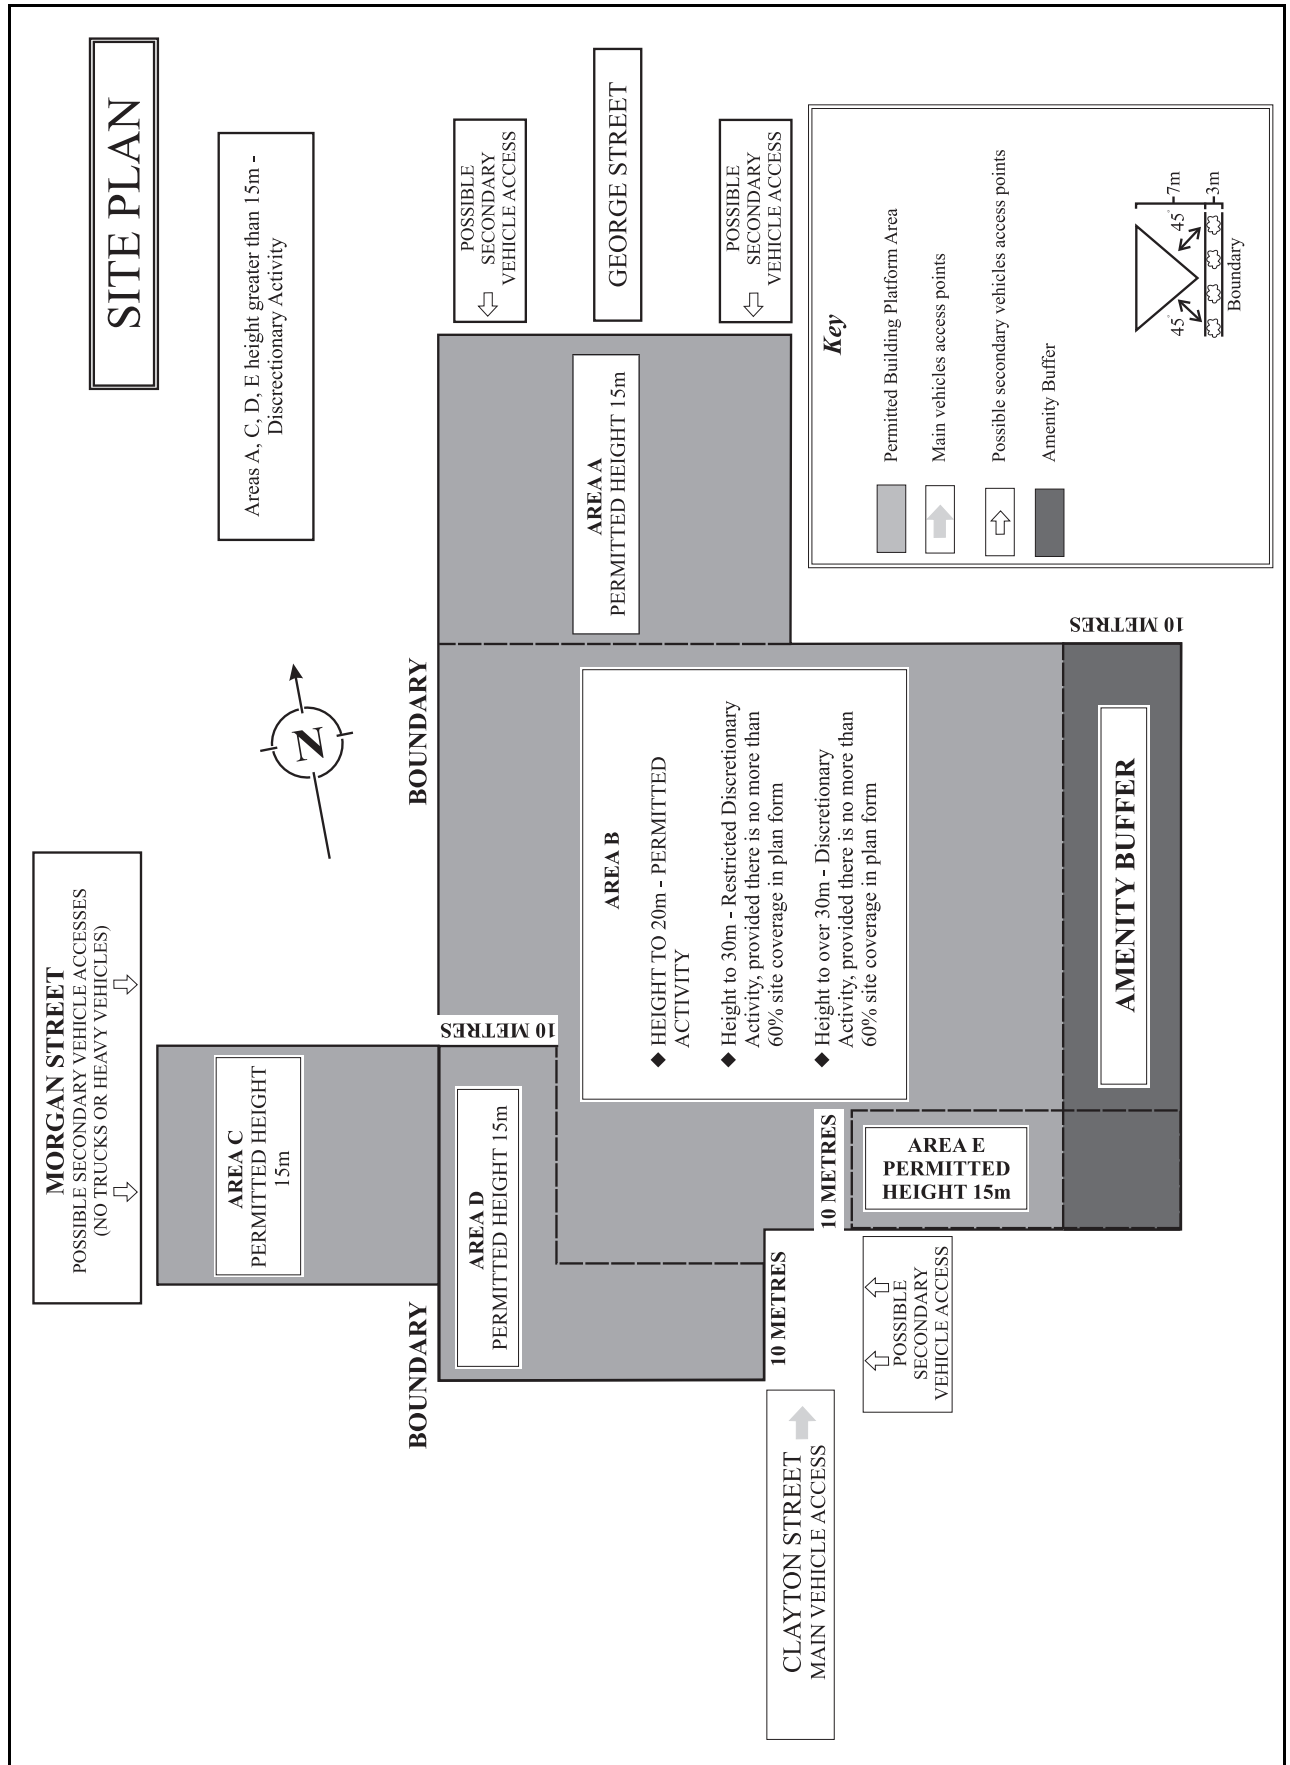 SITE PLAN
Areas A, C, D, E height greater than 15m -
Discretionary Activity
MORGAN STREET
POSSIBLE SECONDARY VEHICLE ACCESSES
(NO TRUCKS OR HEAVY VEHICLES)
N
POSSIBLE
SECONDARY
VEHICLE ACCESS
GEORGE STREET
POSSIBLE
SECONDARY
VEHICLE ACCESS
AREA C
PERMITTED HEIGHT
15m
BOUNDARY
BOUNDARY
10 METRES
AREA D
PERMITTED HEIGHT 15m
AREA A
PERMITTED HEIGHT 15m
AREA B
◆ HEIGHT TO 20m - PERMITTED
ACTIVITY
◆ Height to 30m - Restricted Discretionary
Activity, provided there is no more than
60% site coverage in plan form
◆ Height to over 30m - Discretionary
Activity, provided there is no more than
60% site coverage in plan form
10 METRES
10 METRES
AREA E
PERMITTED
HEIGHT 15m
CLAYTON STREET
MAIN VEHICLE ACCESS
POSSIBLE
SECONDARY
VEHICLE ACCESS
AMENITY BUFFER
10 METRES
Key
Permitted Building Platform Area
Main vehicles access points
Possible secondary vehicles access points
Amenity Buffer
45°
45°
7m
3m
Boundary